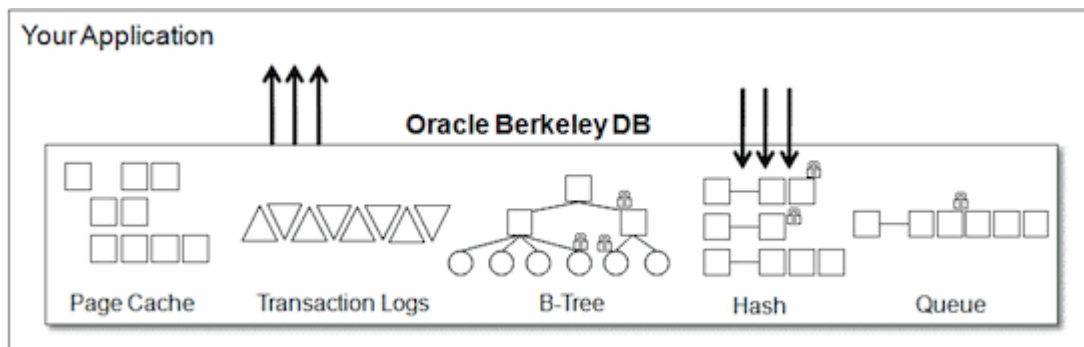 Your Application
Oracle Berkeley DB
Page Cache
Transaction Logs
B-Tree
Hash
Queue